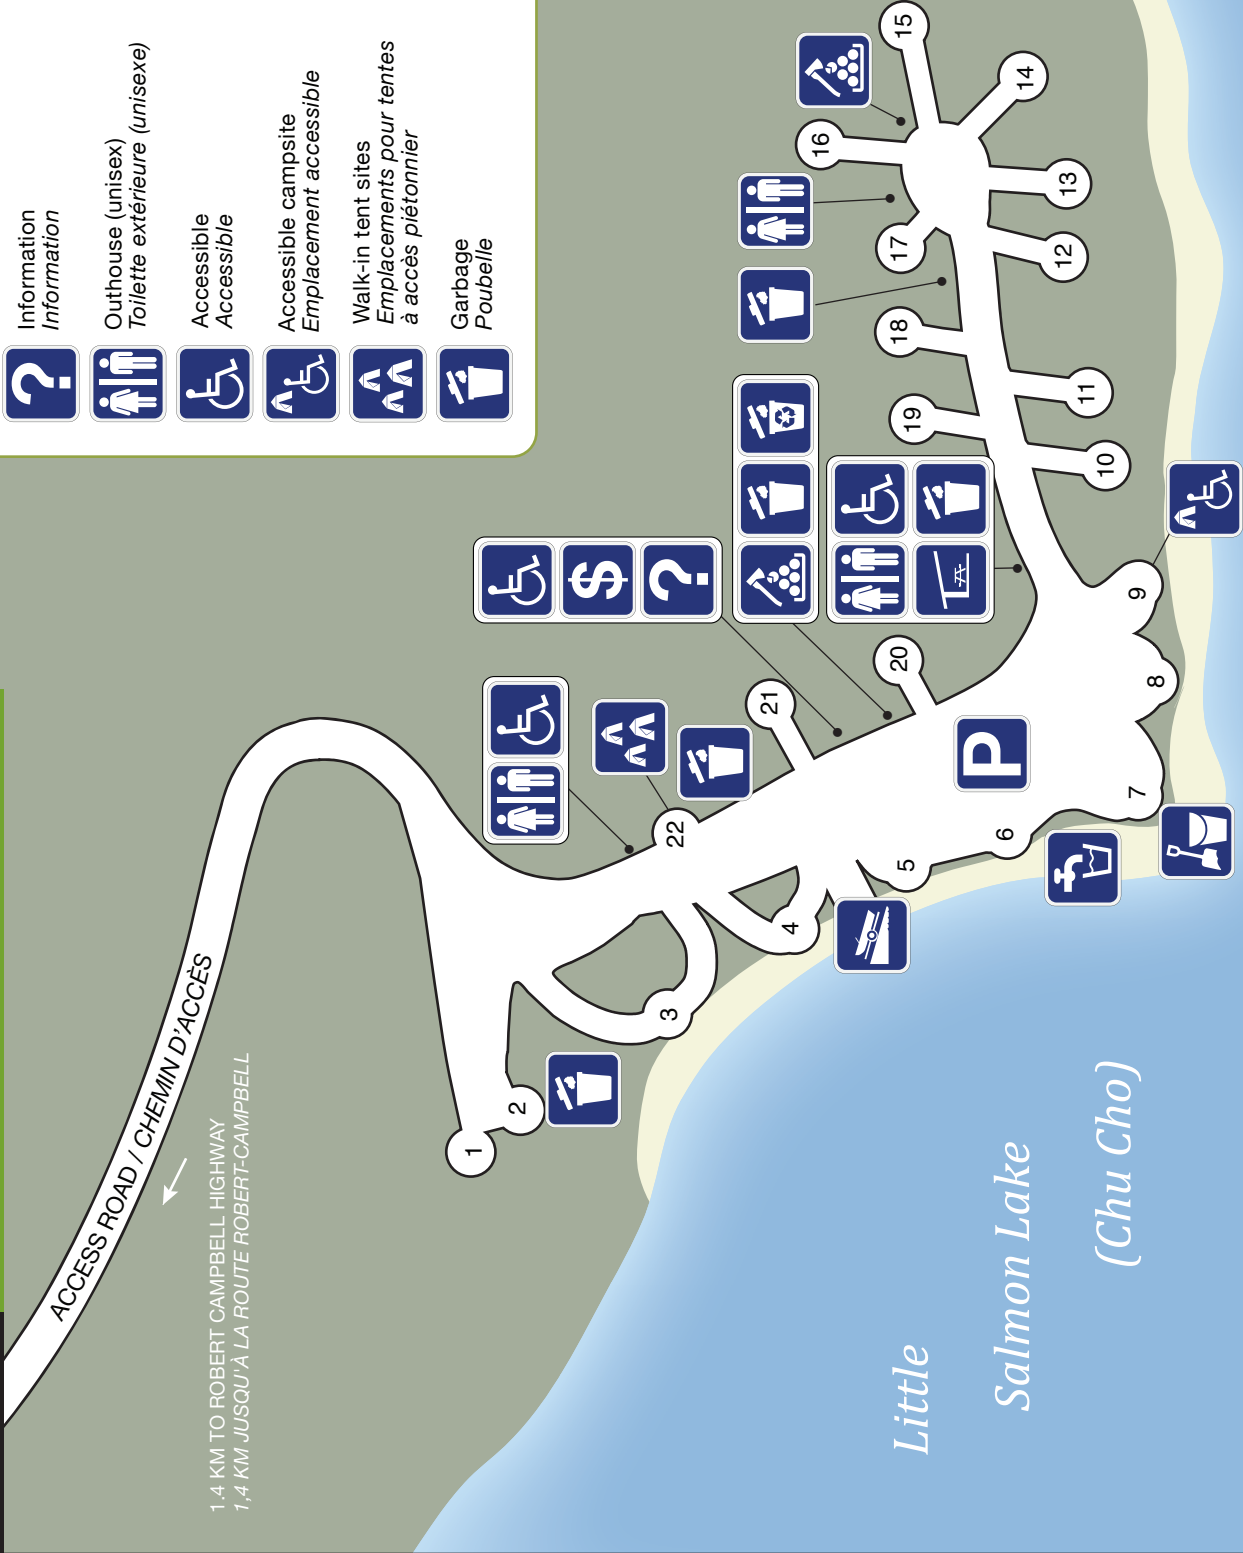 Information
Information
Outhouse (unisex)
Toilette extérieure (unisexe)
Accessible
Accessible
Accessible campsite
Emplacement accessible
Walk-in tent sites
Emplacements pour tentes
à accès piétonnier
Garbage
Poubelle
?
ACCESS ROAD / CHEMIN D'ACCÈS
1.4 KM TO ROBERT CAMPBELL HIGHWAY
1,4 KM JUSQU'À LA ROUTE ROBERT-CAMPBELL
1
2
3
4
5
6
7
8
9
10
11
12
13
14
15
16
17
18
19
20
21
22
$
?
P
Little
Salmon Lake
(Chu Cho)